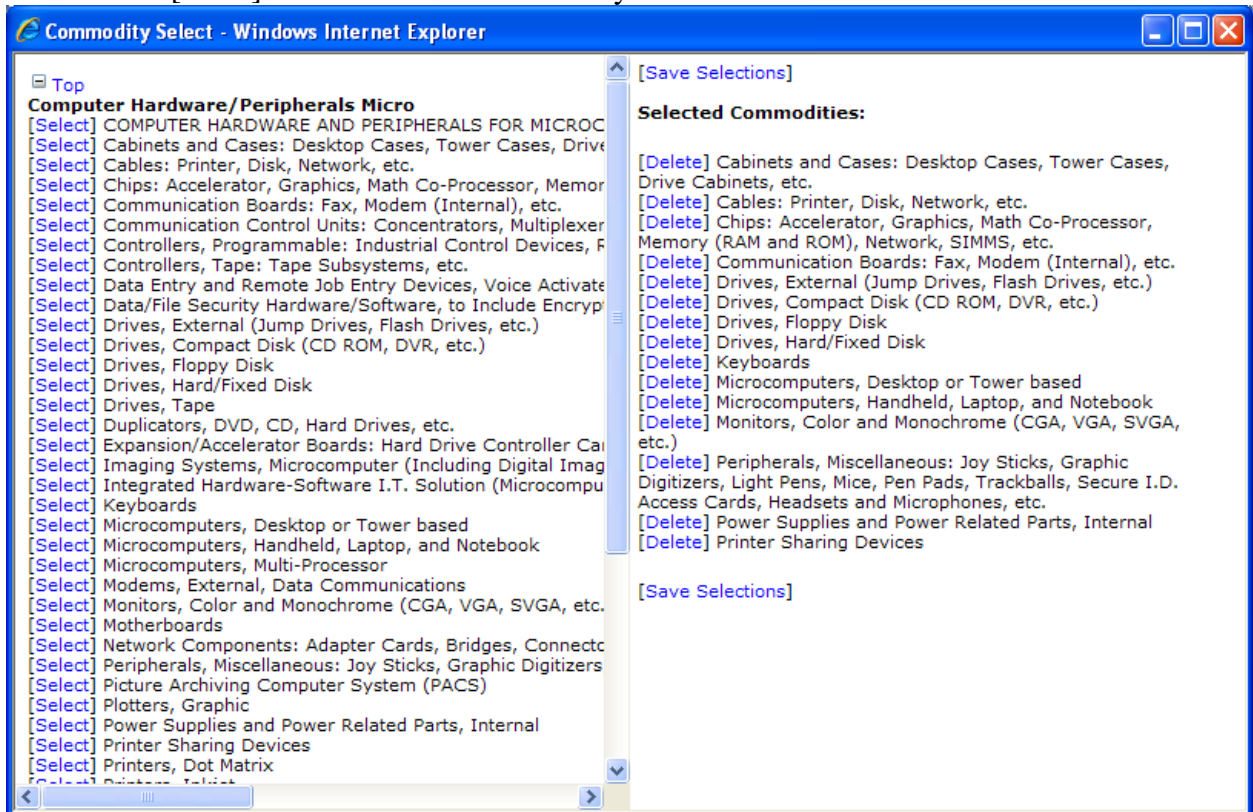 Commodity Select - Windows Internet Explorer
Top
Computer Hardware/Peripherals Micro
[Select] COMPUTER HARDWARE AND PERIPHERALS FOR MICROC
[Select] Cabinets and Cases: Desktop Cases, Tower Cases, Drive
[Select] Cables: Printer, Disk, Network, etc.
[Select] Chips: Accelerator, Graphics, Math Co-Processor, Memor
[Select] Communication Boards: Fax, Modem (Internal), etc.
[Select] Communication Control Units: Concentrators, Multiplexer
[Select] Controllers, Programmable: Industrial Control Devices, R
[Select] Controllers, Tape: Tape Subsystems, etc.
[Select] Data Entry and Remote Job Entry Devices, Voice Activate
[Select] Data/File Security Hardware/Software, to Include Encryp
[Select] Drives, External (Jump Drives, Flash Drives, etc.)
[Select] Drives, Compact Disk (CD ROM, DVR, etc.)
[Select] Drives, Floppy Disk
[Select] Drives, Hard/Fixed Disk
[Select] Drives, Tape
[Select] Duplicators, DVD, CD, Hard Drives, etc.
[Select] Expansion/Accelerator Boards: Hard Drive Controller Car
[Select] Imaging Systems, Microcomputer (Including Digital Imag
[Select] Integrated Hardware-Software I.T. Solution (Microcompu
[Select] Keyboards
[Select] Microcomputers, Desktop or Tower based
[Select] Microcomputers, Handheld, Laptop, and Notebook
[Select] Microcomputers, Multi-Processor
[Select] Modems, External, Data Communications
[Select] Monitors, Color and Monochrome (CGA, VGA, SVGA, etc.
[Select] Motherboards
[Select] Network Components: Adapter Cards, Bridges, Connecto
[Select] Peripherals, Miscellaneous: Joy Sticks, Graphic Digitizers
[Select] Picture Archiving Computer System (PACS)
[Select] Plotters, Graphic
[Select] Power Supplies and Power Related Parts, Internal
[Select] Printer Sharing Devices
[Select] Printers, Dot Matrix
[Save Selections]
Selected Commodities:
[Delete] Cabinets and Cases: Desktop Cases, Tower Cases,
Drive Cabinets, etc.
[Delete] Cables: Printer, Disk, Network, etc.
[Delete] Chips: Accelerator, Graphics, Math Co-Processor,
Memory (RAM and ROM), Network, SIMMS, etc.
[Delete] Communication Boards: Fax, Modem (Internal), etc.
[Delete] Drives, External (Jump Drives, Flash Drives, etc.)
[Delete] Drives, Compact Disk (CD ROM, DVR, etc.)
[Delete] Drives, Floppy Disk
[Delete] Drives, Hard/Fixed Disk
[Delete] Keyboards
[Delete] Microcomputers, Desktop or Tower based
[Delete] Microcomputers, Handheld, Laptop, and Notebook
[Delete] Monitors, Color and Monochrome (CGA, VGA, SVGA,
etc.)
[Delete] Peripherals, Miscellaneous: Joy Sticks, Graphic
Digitizers, Light Pens, Mice, Pen Pads, Trackballs, Secure I.D.
Access Cards, Headsets and Microphones, etc.
[Delete] Power Supplies and Power Related Parts, Internal
[Delete] Printer Sharing Devices
[Save Selections]